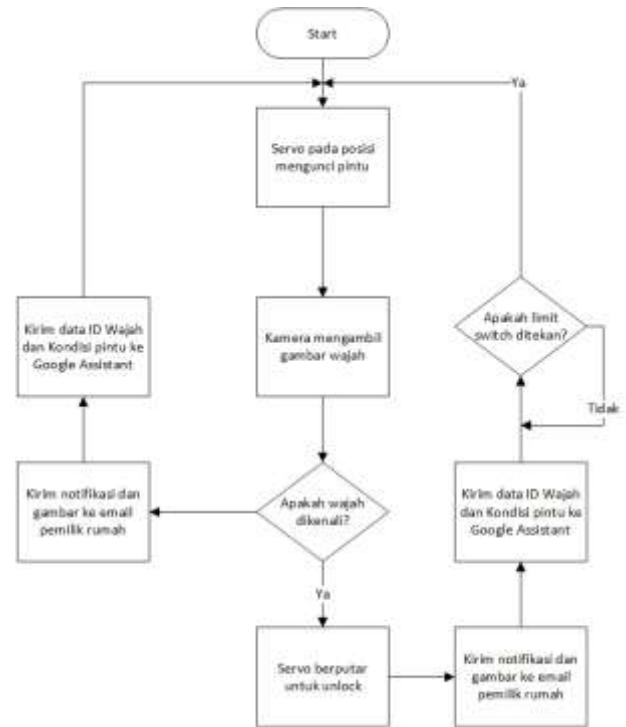 Start
Ya
Servo pada posisi
mengunci pintu
Kirim data ID Wajah
dan Kondisi pintu ke
Google Assistant
Kamera mengambil
gambar wajah
Apakah limit
switch ditekan?
Tidak
Kirim notifikasi dan
gambar ke email
pemilik rumah
Apakah wajah
dikenali?
Kirim data ID Wajah
dan Kondisi pintu ke
Google Assistant
Ya
Servo berputar
untuk unlock
Kirim notifikasi dan
gambar ke email
pemilik rumah